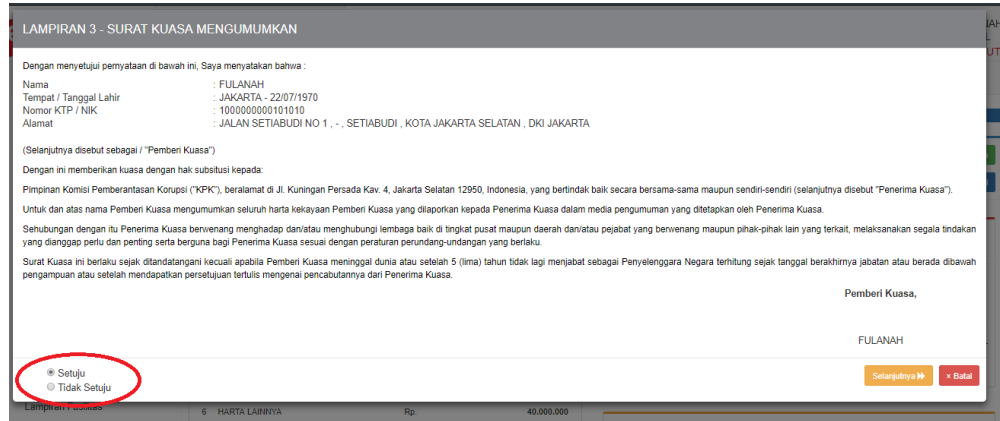 LAMPIRAN 3 - SURAT KUASA MENGUMUMKAN
Dengan menyetujui pernyataan di bawah ini, Saya menyatakan bahwa :
Nama : FULANAH
Tempat / Tanggal Lahir : JAKARTA - 22/07/1970
Nomor KTP / NIK : 1000000000101010
Alamat : JALAN SETIABUDI NO 1 , - , SETIABUDI , KOTA JAKARTA SELATAN , DKI JAKARTA
(Selanjutnya disebut sebagai / "Pemberi Kuasa")
Dengan ini memberikan kuasa dengan hak subsitusi kepada:
Pimpinan Komisi Pemberantasan Korupsi ("KPK"), beralamat di Jl. Kuningan Persada Kav. 4, Jakarta Selatan 12950, Indonesia, yang bertindak baik secara bersama-sama maupun sendiri-sendiri (selanjutnya disebut "Penerima Kuasa").
Untuk dan atas nama Pemberi Kuasa mengumumkan seluruh harta kekayaan Pemberi Kuasa yang dilaporkan kepada Penerima Kuasa dalam media pengumuman yang ditetapkan oleh Penerima Kuasa.
Sehubungan dengan itu Penerima Kuasa berwenang menghadap dan/atau menghubungi lembaga baik di tingkat pusat maupun daerah dan/atau pejabat yang berwenang maupun pihak-pihak lain yang terkait, melaksanakan segala tindakan
yang dianggap perlu dan penting serta berguna bagi Penerima Kuasa sesuai dengan peraturan perundang-undangan yang berlaku.
Surat Kuasa ini berlaku sejak ditandatangani kecuali apabila Pemberi Kuasa meninggal dunia atau setelah 5 (lima) tahun tidak lagi menjabat sebagai Penyelenggara Negara terhitung sejak tanggal berakhirnya jabatan atau berada dibawah
pengampuan atau setelah mendapatkan persetujuan tertulis mengenai pencabutannya dari Penerima Kuasa.
Pemberi Kuasa,
FULANAH
Setuju
Tidak Setuju
Selanjutnya
× Batal
Lampiran Fasilitas
6 HARTA LAINNYA Rp. 40.000.000